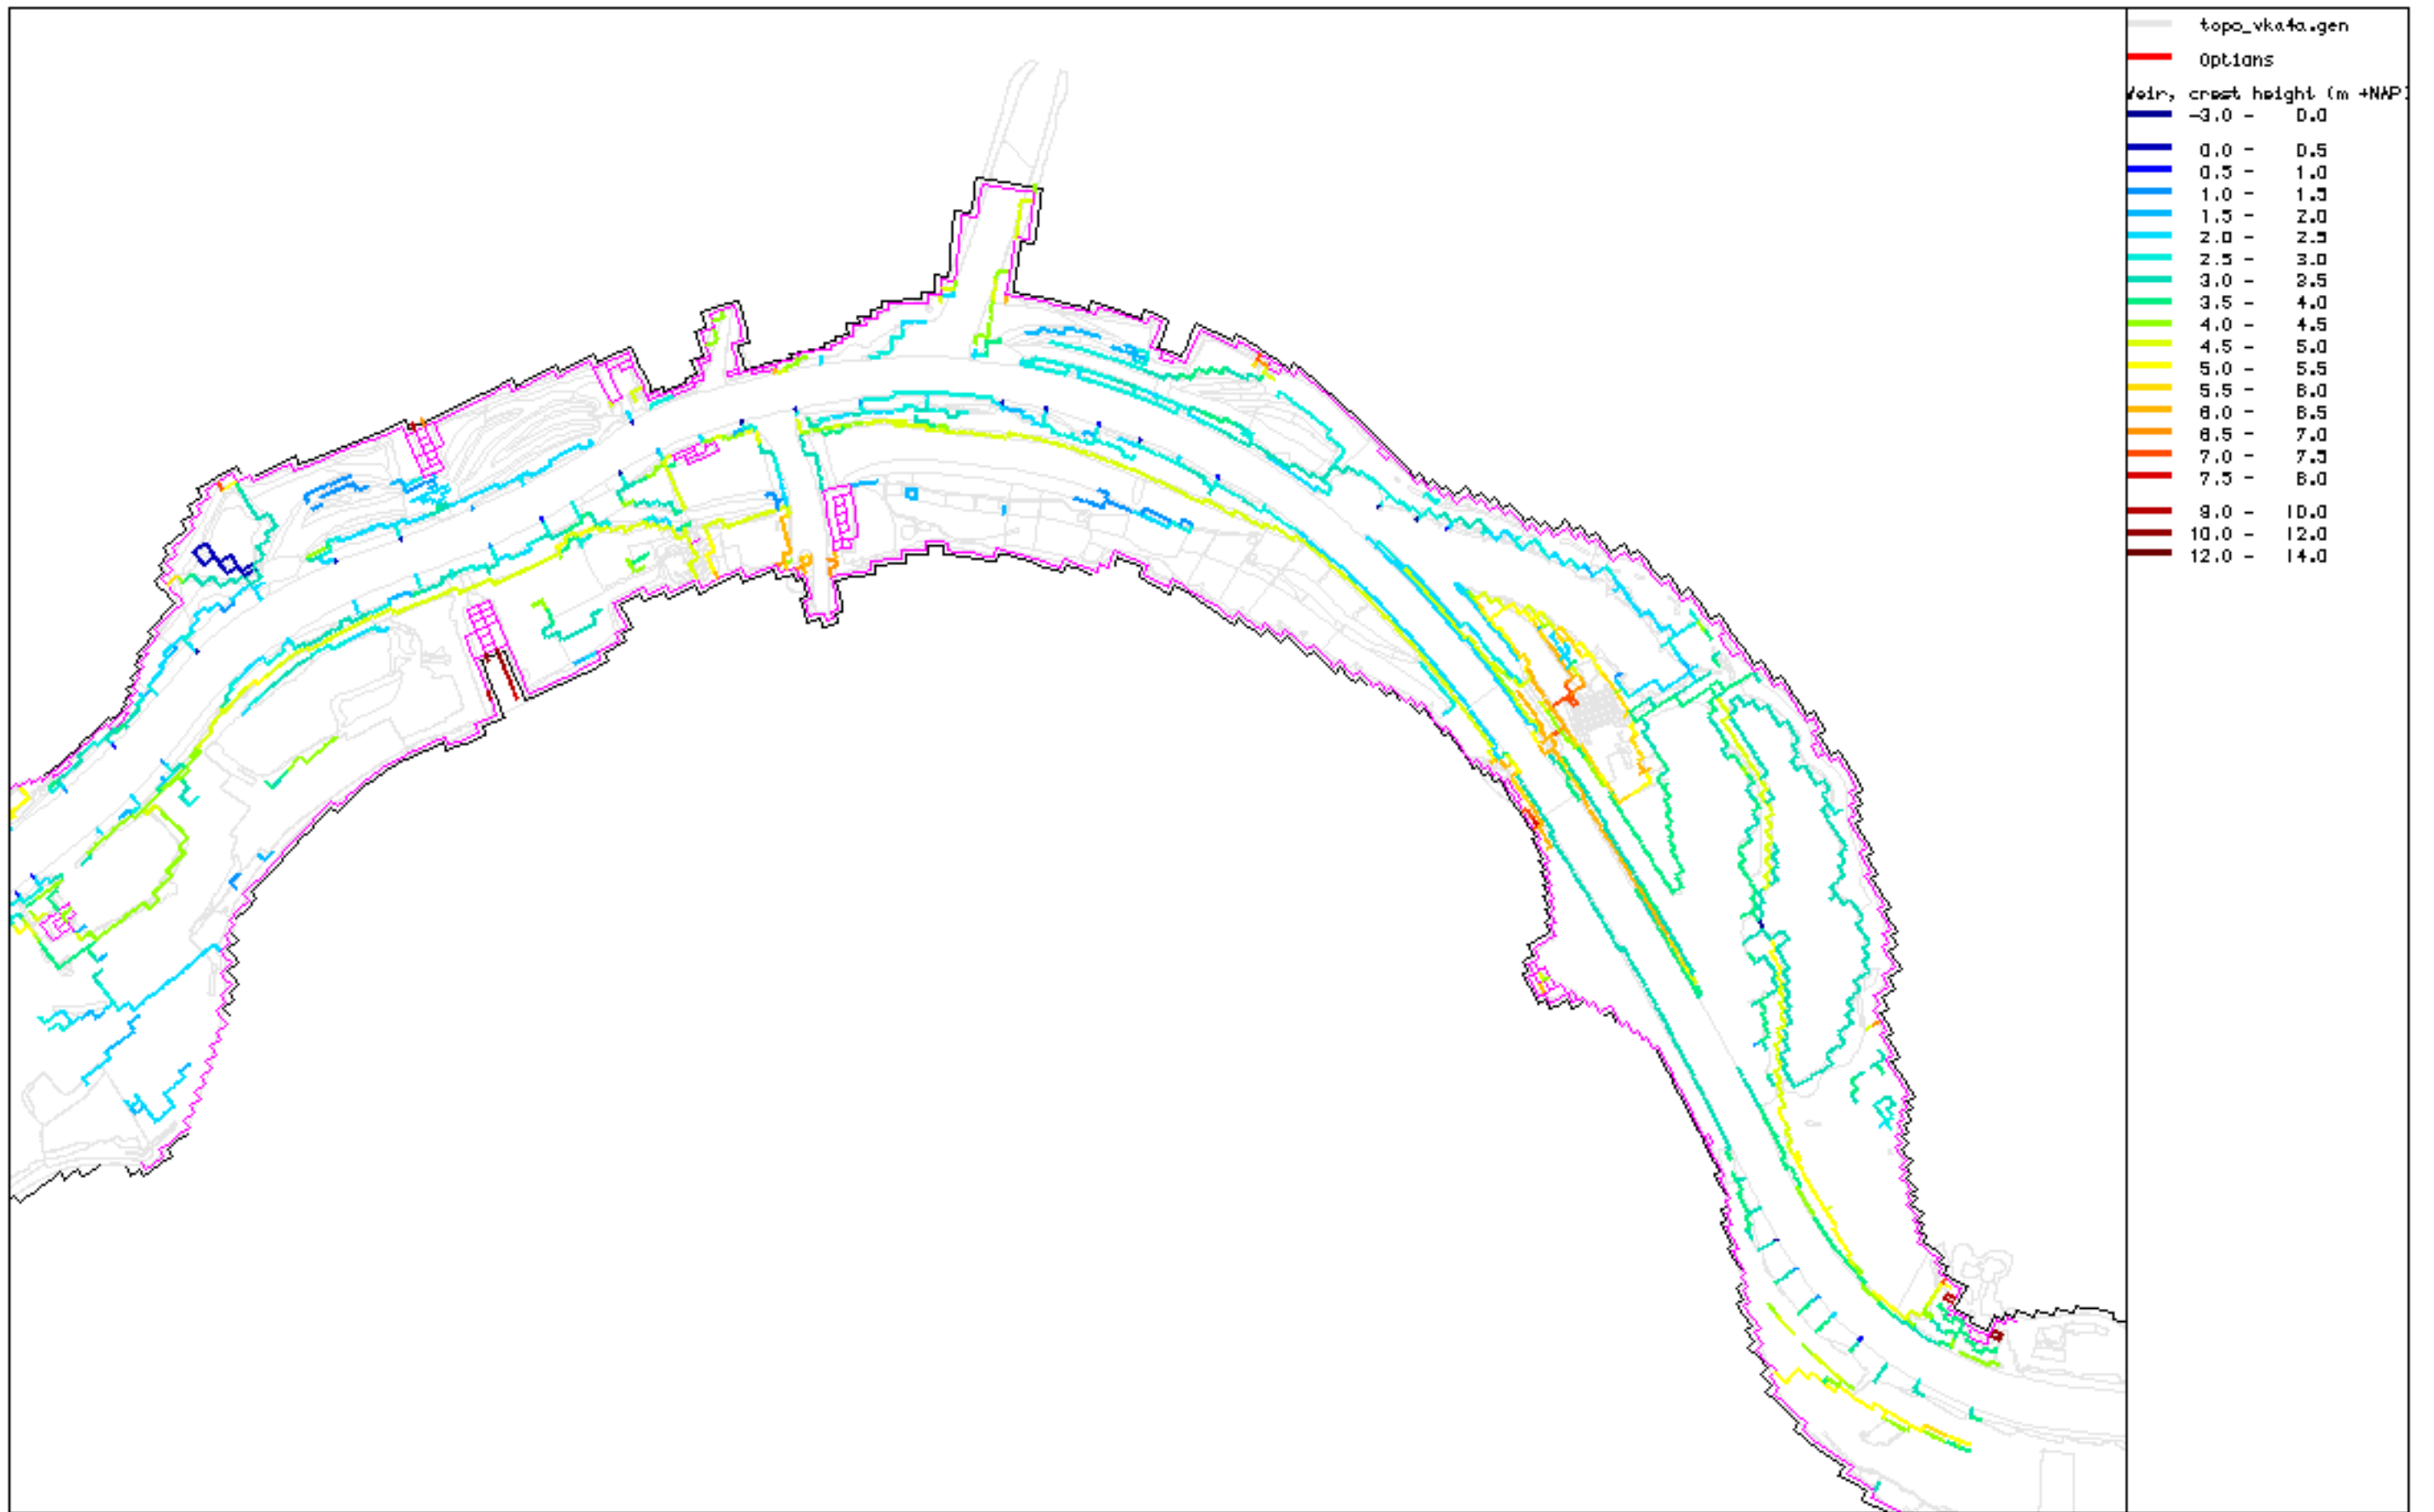 topo_vka4a.gen
Options
Weir, crest height (m +NAP)
-3.0 - 0.0
0.0 - 0.5
0.5 - 1.0
1.0 - 1.5
1.5 - 2.0
2.0 - 2.5
2.5 - 3.0
3.0 - 3.5
3.5 - 4.0
4.0 - 4.5
4.5 - 5.0
5.0 - 5.5
5.5 - 6.0
6.0 - 6.5
6.5 - 7.0
7.0 - 7.5
7.5 - 8.0
9.0 - 10.0
10.0 - 12.0
12.0 - 14.0